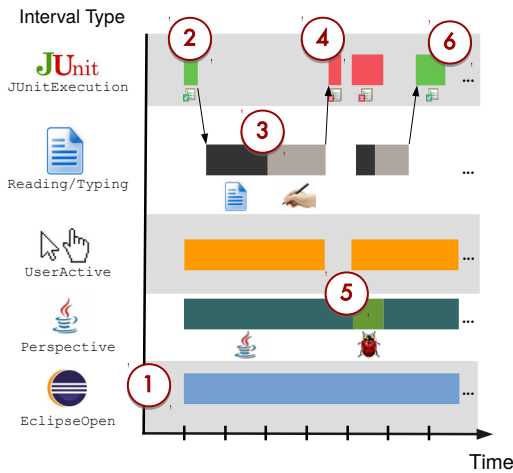 Interval Type
2
4
6
JUnit
JUnitExecution
...
3
Reading/Typing
...
UserActive
...
5
Perspective
...
1
EclipseOpen
...
Time